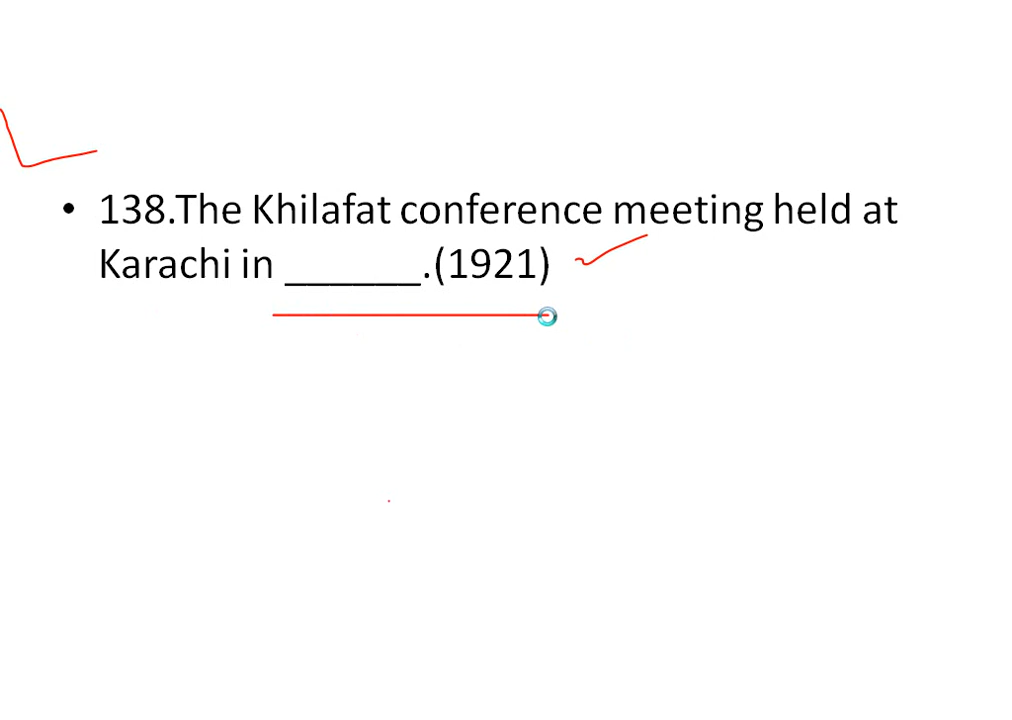 • 138.The Khilafat conference meeting held at
Karachi in ______.(1921)